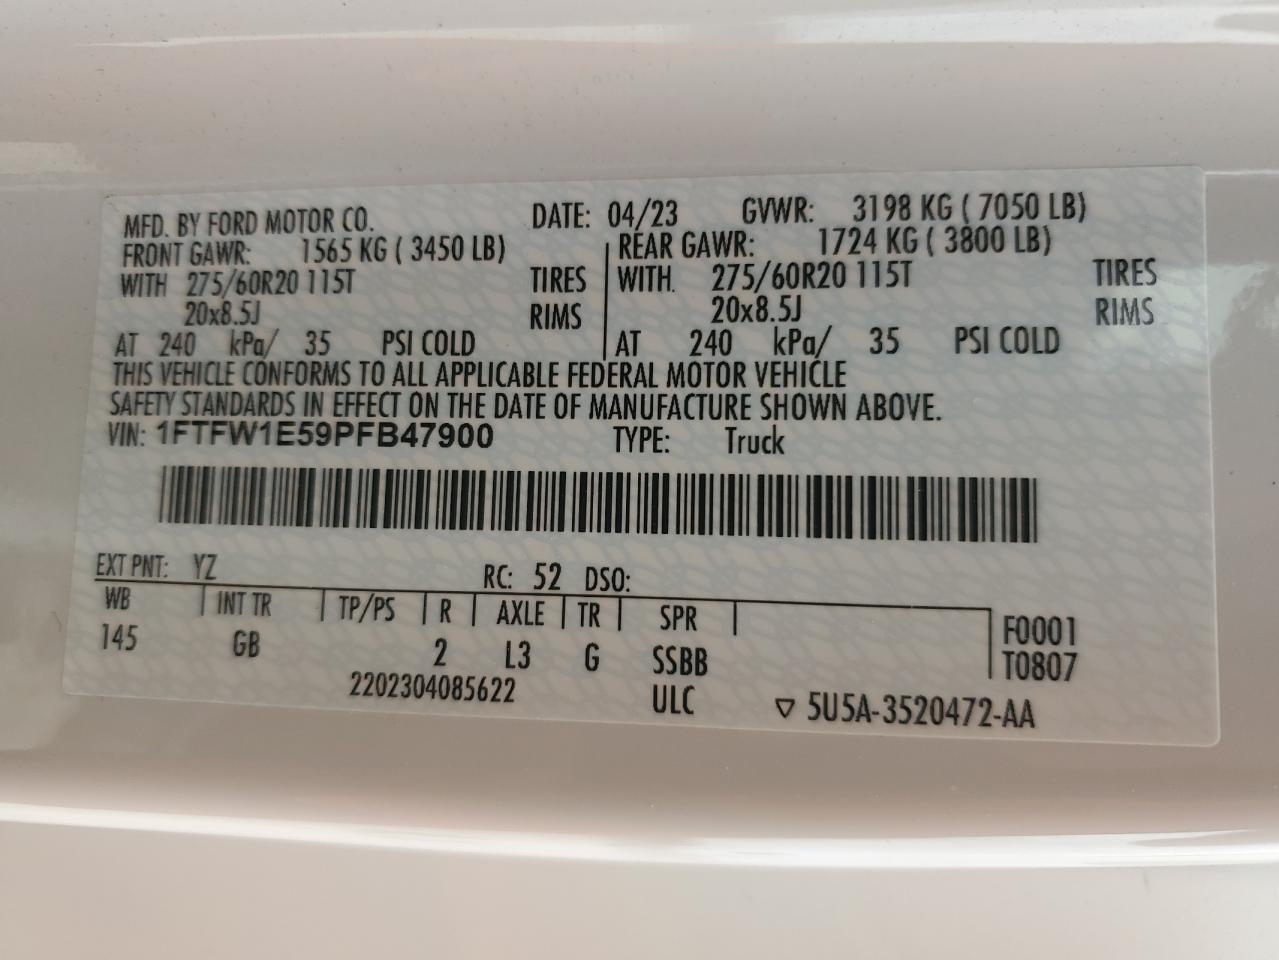 MFD. BY FORD MOTOR CO. DATE: 04/23 GVWR: 3198 KG ( 7050 LB)
FRONT GAWR: 1565 KG ( 3450 LB) REAR GAWR: 1724 KG ( 3800 LB)
WITH 275/60R20 115T TIRES WITH 275/60R20 115T TIRES
20x8.5J RIMS 20x8.5J RIMS
AT 240 kPa/ 35 PSI COLD AT 240 kPa/ 35 PSI COLD
THIS VEHICLE CONFORMS TO ALL APPLICABLE FEDERAL MOTOR VEHICLE
SAFETY STANDARDS IN EFFECT ON THE DATE OF MANUFACTURE SHOWN ABOVE.
VIN: 1FTFW1E59PFB47900 TYPE: Truck
EXT PNT: YZ RC: 52 DSO:
WB INT TR TP/PS R AXLE TR SPR F0001
145 GB 2 L3 G SSBB T0807
2202304085622 ULC ▽ 5U5A-3520472-AA